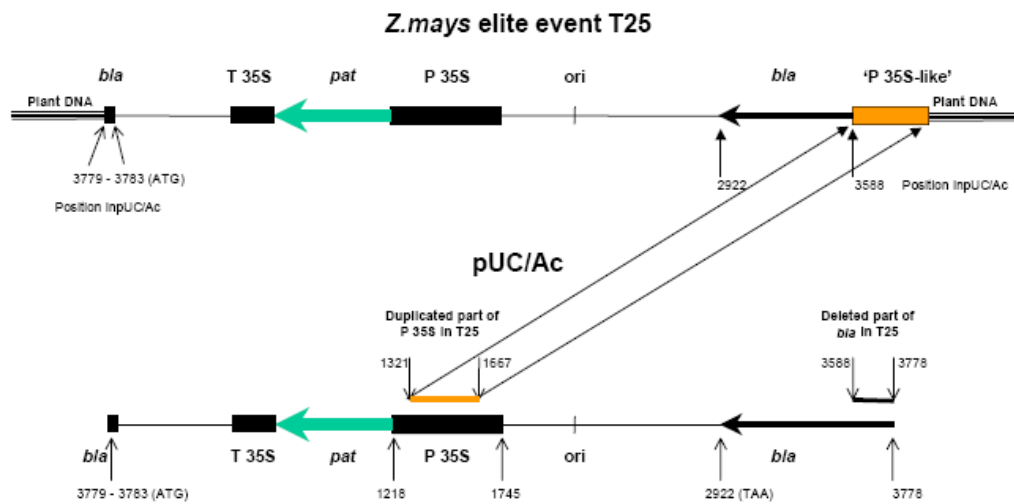 Z.mays elite event T25
bla T 35S pat P 35S ori bla ‘P 35S-like’
Plant DNA Plant DNA
3779 - 3783 (ATG) 2922 3588 Position inpUC/Ac
Position inpUC/Ac
pUC/Ac
Duplicated part of
P 35S in T25
Deleted part of
bla in T25
1321 1667 3588 3778
bla T 35S pat P 35S ori bla
3779 - 3783 (ATG) 1218 1745 2922 (TAA) 3778